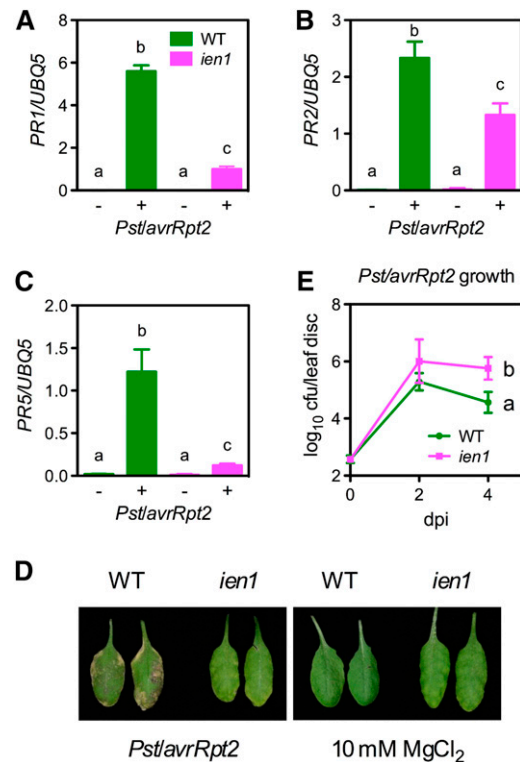 A
PR1/UBQ5
8
6
4
2
0
WT
ien1
a
b
a
c
- + - +
Pst/avrRpt2
B
PR2/UBQ5
3
2
1
0
a
b
a
c
- + - +
Pst/avrRpt2
C
PR5/UBQ5
1.5
1.0
0.5
0.0
a
b
a
c
- + - +
Pst/avrRpt2
E
Pst/avrRpt2 growth
log10 cfu/leaf disc
8
6
4
2
b
a
WT
ien1
0 2 4
dpi
D
WT ien1 WT ien1
Pst/avrRpt2 10 mM MgCl2